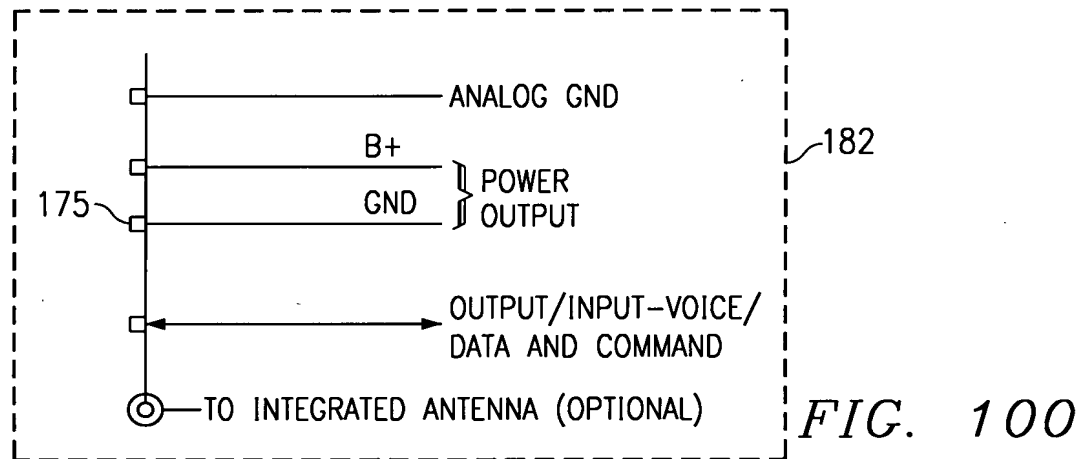 ANALOG GND
B+
182
POWER
175
GND
OUTPUT
OUTPUT/INPUT-VOICE/
DATA AND COMMAND
TO INTEGRATED ANTENNA (OPTIONAL)
FIG. 100